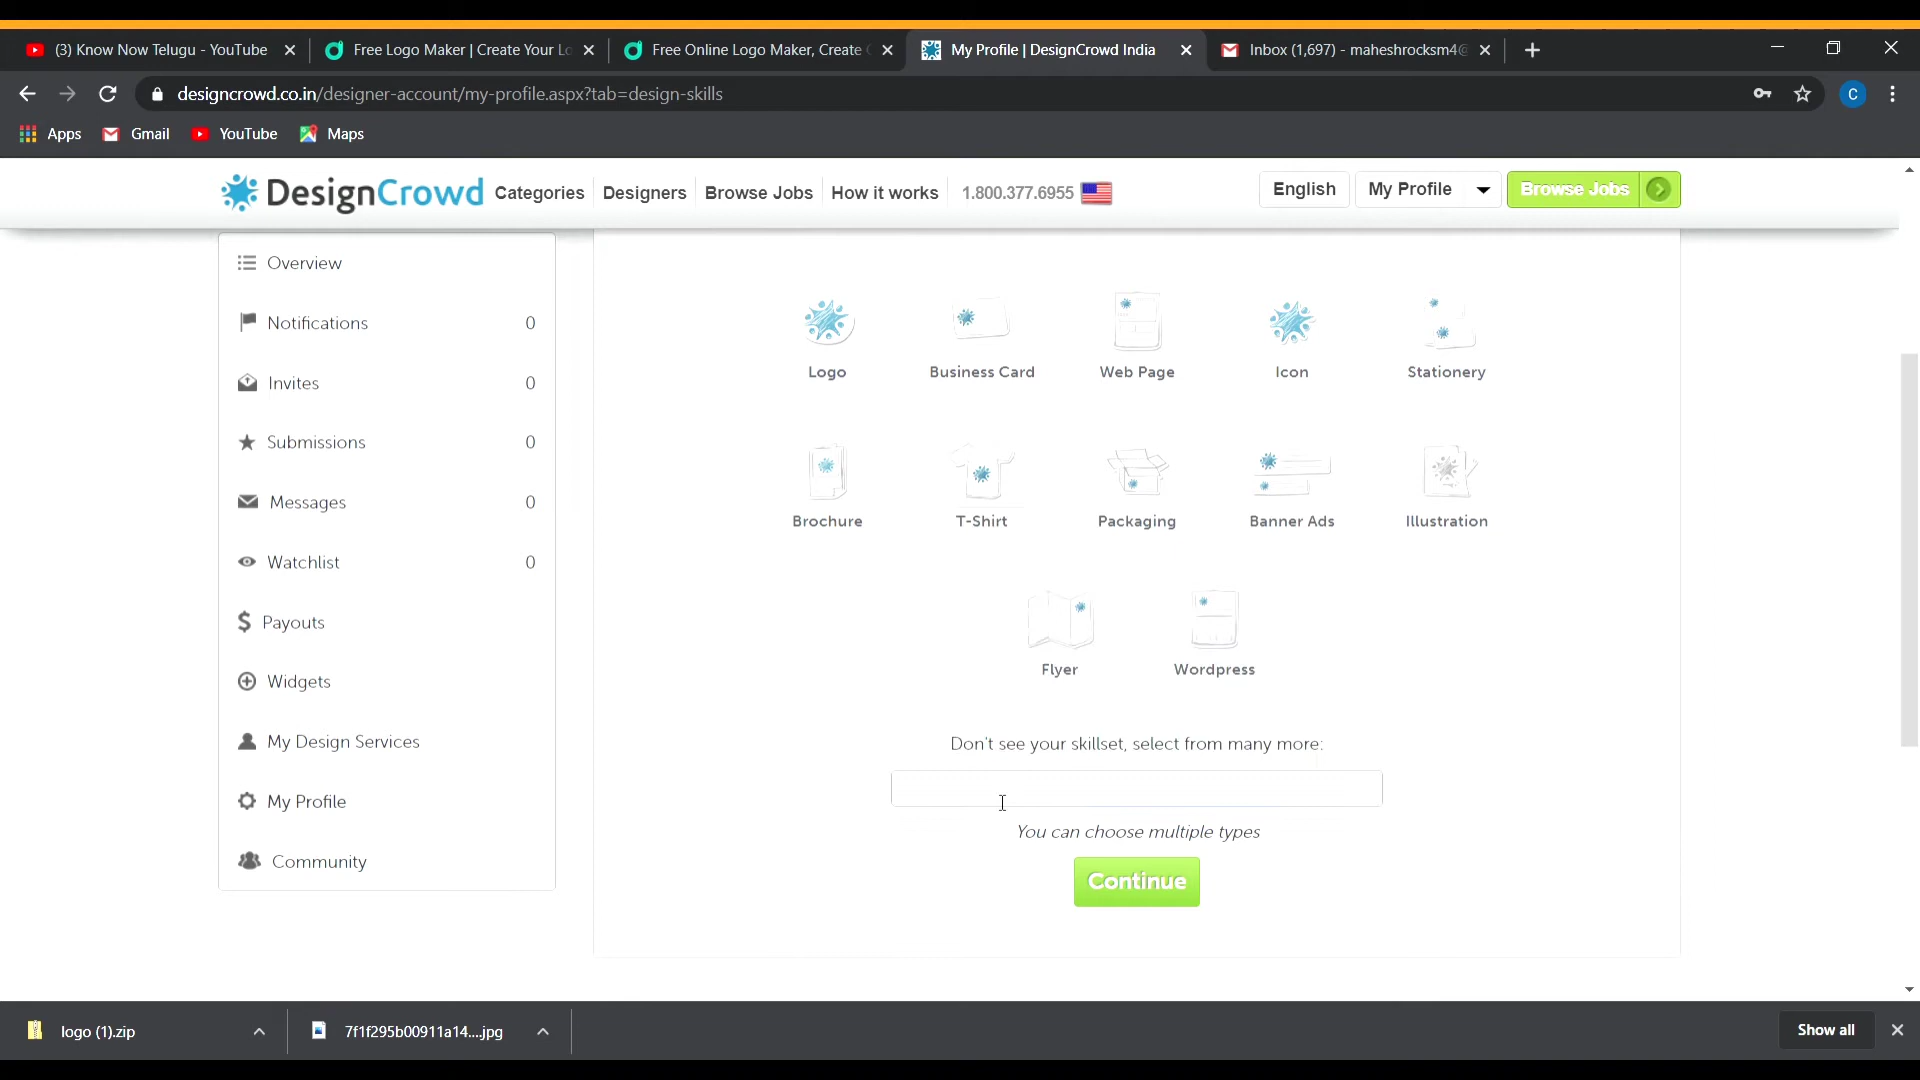 (3) Know Now Telugu - YouTube
Free Logo Maker | Create Your Lo
Free Online Logo Maker, Create
My Profile | DesignCrowd India
Inbox (1,697) - maheshrocksm4@
designcrowd.co.in/designer-account/my-profile.aspx?tab=design-skills
C
Apps
Gmail
YouTube
Maps
DesignCrowd
Categories
Designers
Browse Jobs
How it works
1.800.377.6955
English
My Profile
Browse Jobs
Overview
Notifications 0
Invites 0
Submissions 0
Messages 0
Watchlist 0
Payouts
Widgets
My Design Services
My Profile
Community
Logo
Business Card
Web Page
Icon
Stationery
Brochure
T-Shirt
Packaging
Banner Ads
Illustration
Flyer
Wordpress
Don't see your skillset, select from many more:
You can choose multiple types
Continue
logo (1).zip
7f1f295b00911a14....jpg
Show all